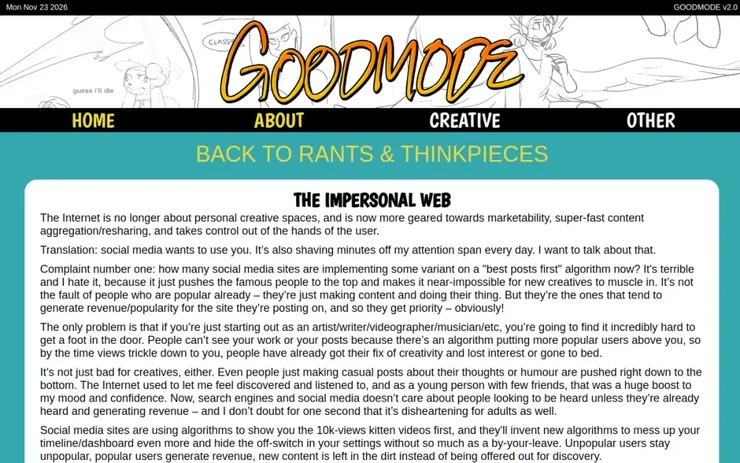 Mon Nov 23 2026
GOODMODE v2.0
CLASSY
guess i'll die
GOODMODE
HOME
ABOUT
CREATIVE
OTHER
BACK TO RANTS & THINKPIECES
THE IMPERSONAL WEB
The Internet is no longer about personal creative spaces, and is now more geared towards marketability, super-fast content
aggregation/resharing, and takes control out of the hands of the user.
Translation: social media wants to use you. It's also shaving minutes off my attention span every day. I want to talk about that.
Complaint number one: how many social media sites are implementing some variant on a "best posts first" algorithm now? It's terrible
and I hate it, because it just pushes the famous people to the top and makes it near-impossible for new creatives to muscle in. It's not
the fault of people who are popular already – they're just making content and doing their thing. But they're the ones that tend to
generate revenue/popularity for the site they're posting on, and so they get priority – obviously!
The only problem is that if you're just starting out as an artist/writer/videographer/musician/etc, you're going to find it incredibly hard to
get a foot in the door. People can't see your work or your posts because there's an algorithm putting more popular users above you, so
by the time views trickle down to you, people have already got their fix of creativity and lost interest or gone to bed.
It's not just bad for creatives, either. Even people just making casual posts about their thoughts or humour are pushed right down to the
bottom. The Internet used to let me feel discovered and listened to, and as a young person with few friends, that was a huge boost to
my mood and confidence. Now, search engines and social media doesn't care about people looking to be heard unless they're already
heard and generating revenue – and I don't doubt for one second that it's disheartening for adults as well.
Social media sites are using algorithms to show you the 10k-views kitten videos first, and they'll invent new algorithms to mess up your
timeline/dashboard even more and hide the off-switch in your settings without so much as a by-your-leave. Unpopular users stay
unpopular, popular users generate revenue, new content is left in the dirt instead of being offered out for discovery.